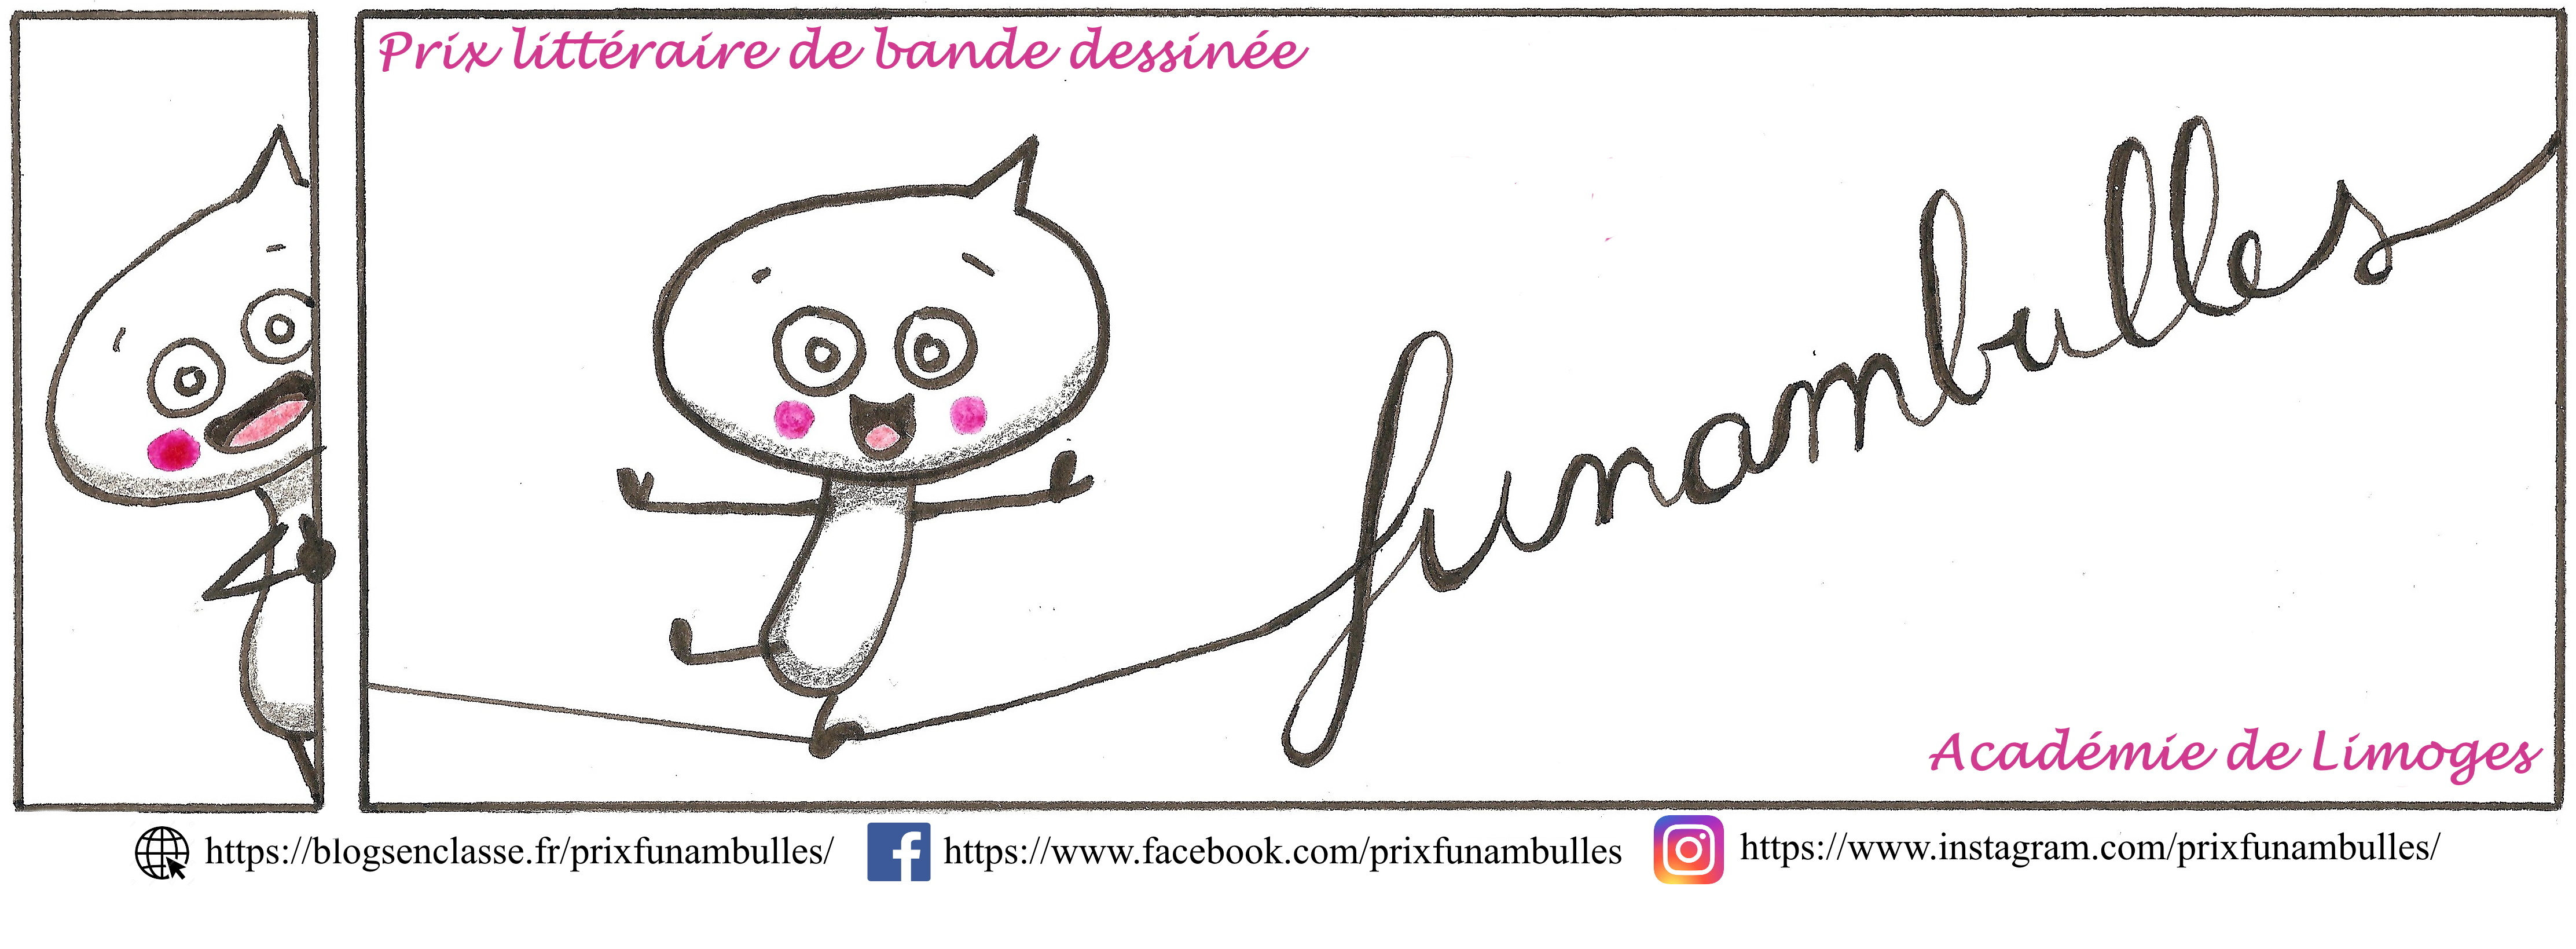 Prix littéraire de bande dessinée
funambulles
Académie de Limoges
https://blogsenclasse.fr/prixfunambulles/
https://www.facebook.com/prixfunambulles
https://www.instagram.com/prixfunambulles/